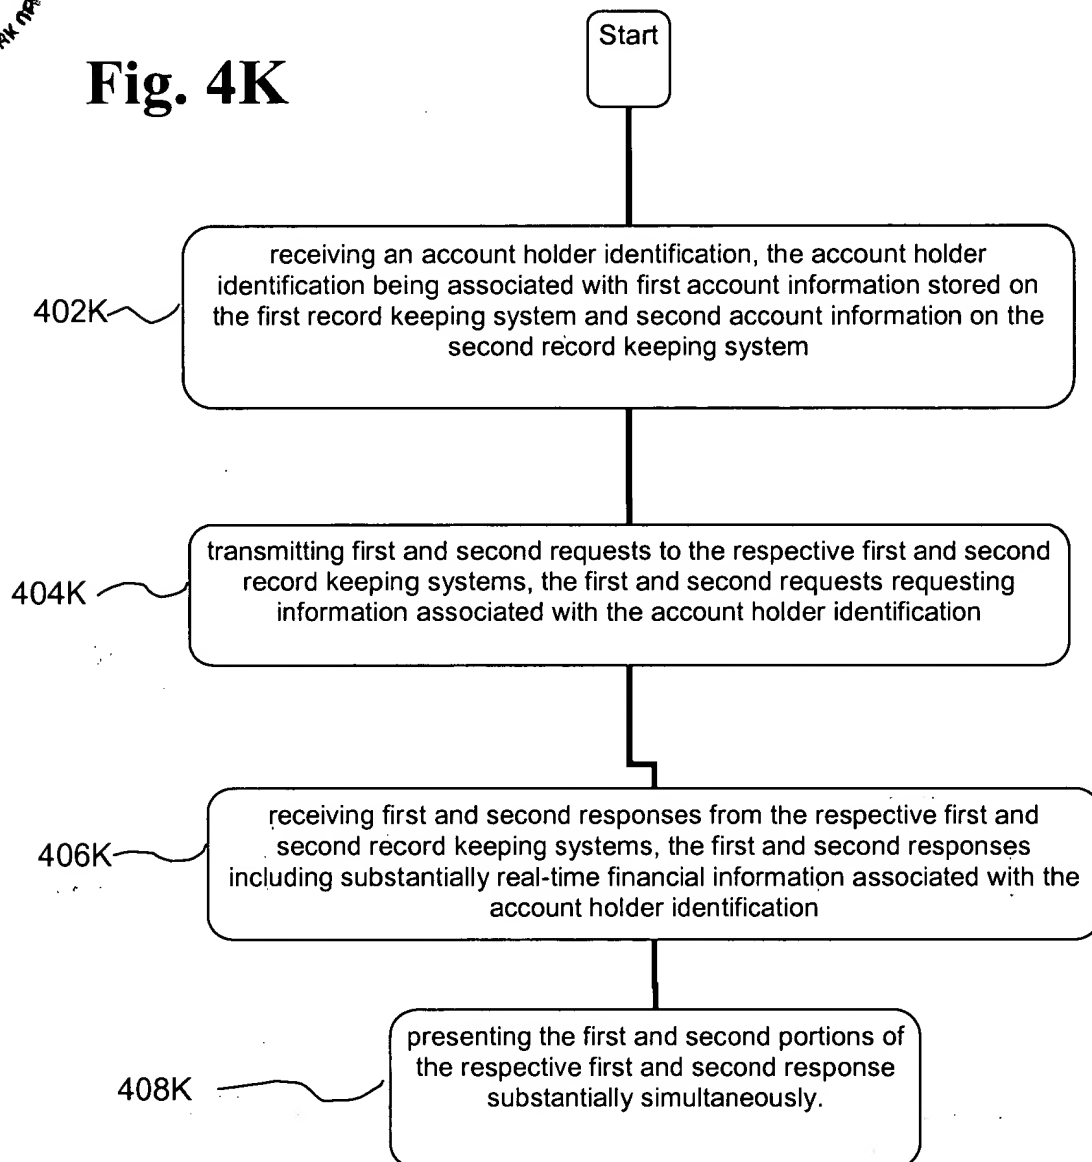 Fig. 4K
Start
receiving an account holder identification, the account holder
identification being associated with first account information stored on
the first record keeping system and second account information on the
second record keeping system
402K
transmitting first and second requests to the respective first and second
record keeping systems, the first and second requests requesting
information associated with the account holder identification
404K
receiving first and second responses from the respective first and
second record keeping systems, the first and second responses
including substantially real-time financial information associated with the
account holder identification
406K
presenting the first and second portions of
the respective first and second response
substantially simultaneously.
408K